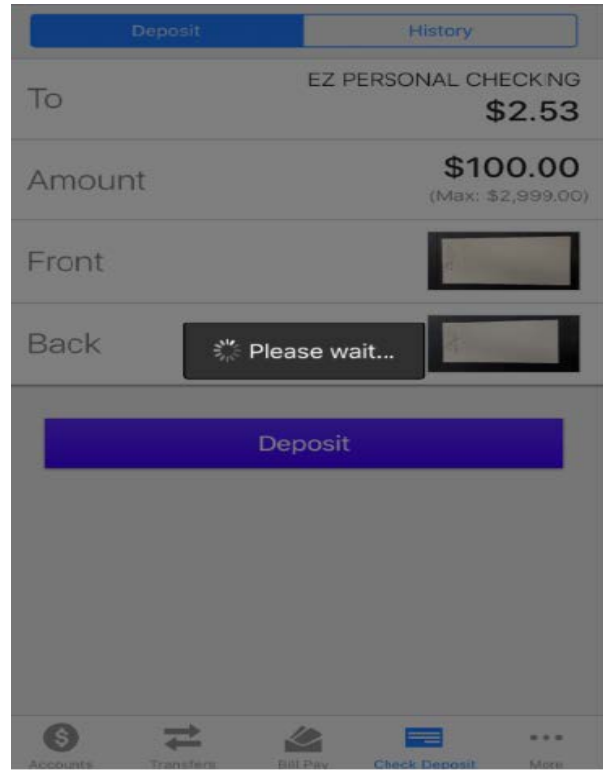 Deposit
History
To
EZ PERSONAL CHECKING
$2.53
Amount
$100.00
(Max: $2,999.00)
Front
Back
Please wait...
Deposit
Accounts
Transfers
Bill Pay
Check Deposit
More